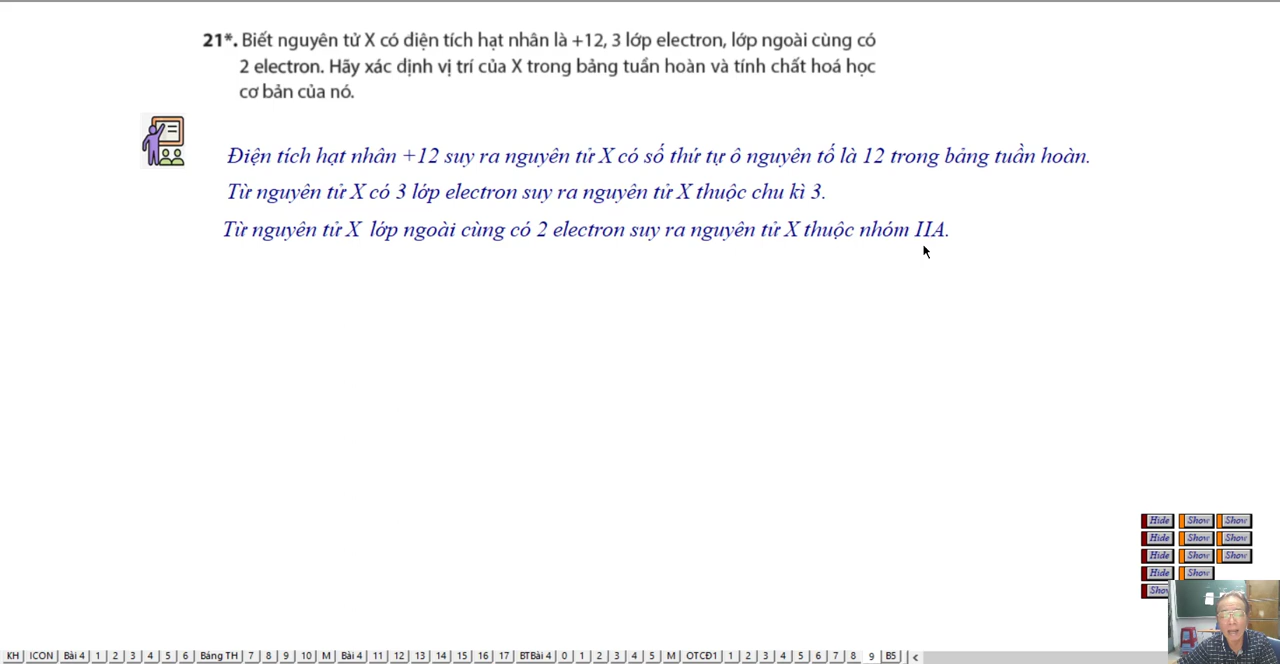 21*. Biết nguyên tử X có diện tích hạt nhân là +12, 3 lớp electron, lớp ngoài cùng có
2 electron. Hãy xác dịnh vị trí của X trong bảng tuần hoàn và tính chất hoá học
cơ bản của nó.
Điện tích hạt nhân +12 suy ra nguyên tử X có số thứ tự ô nguyên tố là 12 trong bảng tuần hoàn.
Từ nguyên tử X có 3 lớp electron suy ra nguyên tử X thuộc chu kì 3.
Từ nguyên tử X lớp ngoài cùng có 2 electron suy ra nguyên tử X thuộc nhóm IIA.
Hide Show Show
Hide Show Show
Hide Show Show
Hide Show
Show
KH ICON Bài 4 1 2 3 4 5 6 Bảng TH 7 8 9 10 M Bài 4 11 12 13 14 15 16 17 BTBài 4 0 1 2 3 4 5 M OTCĐ1 1 2 3 4 5 6 7 8 9 B5 <